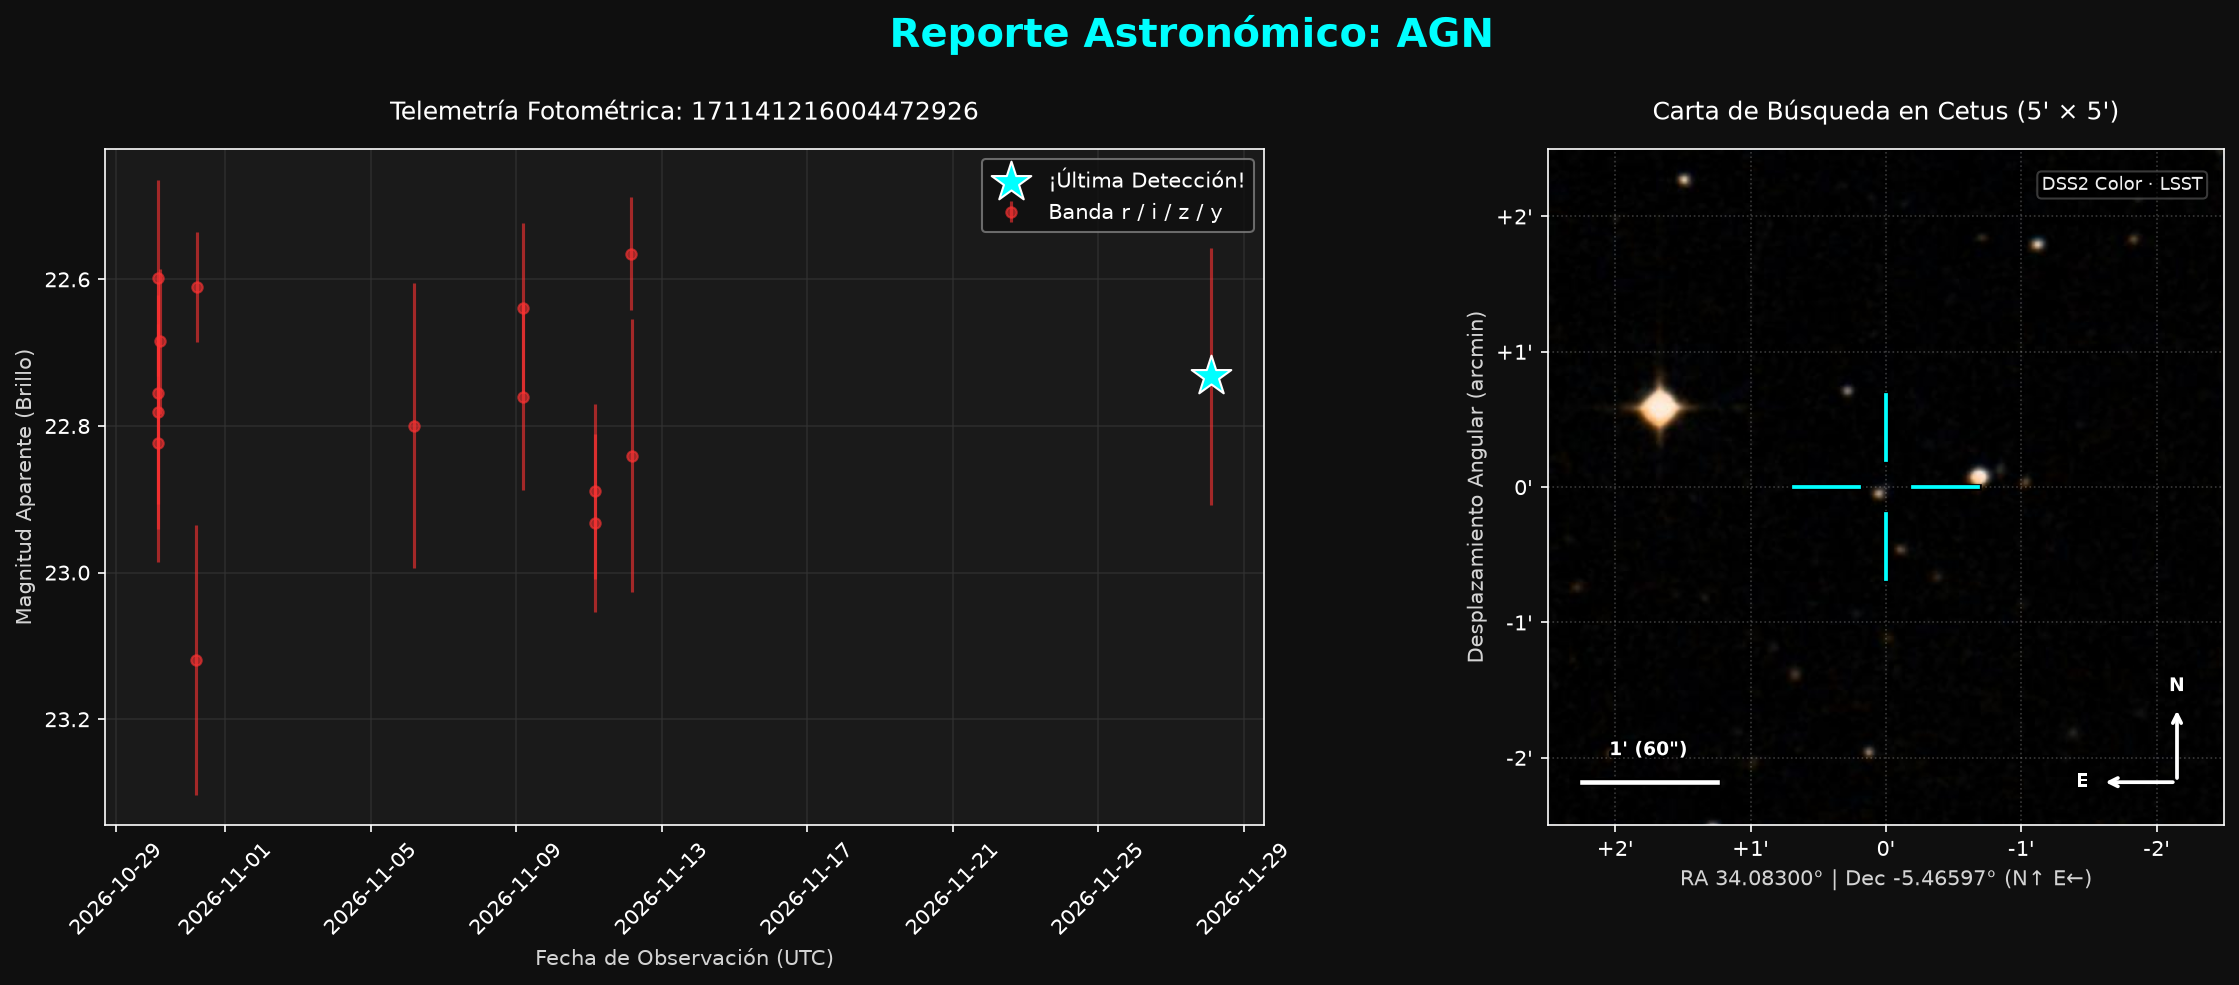 Reporte Astronómico: AGN
Telemetría Fotométrica: 171141216004472926
¡Última Detección!
Banda r / i / z / y
Magnitud Aparente (Brillo)
22.6
22.8
23.0
23.2
2026-10-29
2026-11-01
2026-11-05
2026-11-09
2026-11-13
2026-11-17
2026-11-21
2026-11-25
2026-11-29
Fecha de Observación (UTC)
Carta de Búsqueda en Cetus (5' × 5')
DSS2 Color · LSST
Desplazamiento Angular (arcmin)
+2'
+1'
0'
-1'
-2'
N
E
1' (60")
+2'
+1'
0'
-1'
-2'
RA 34.08300° | Dec -5.46597° (N↑ E←)